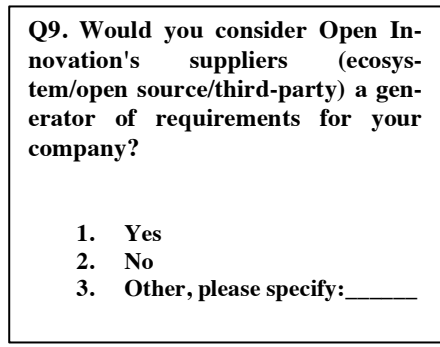 Q9. Would you consider Open In-
novation's suppliers (ecosys-
tem/open source/third-party) a gen-
erator of requirements for your
company?
1. Yes
2. No
3. Other, please specify:______